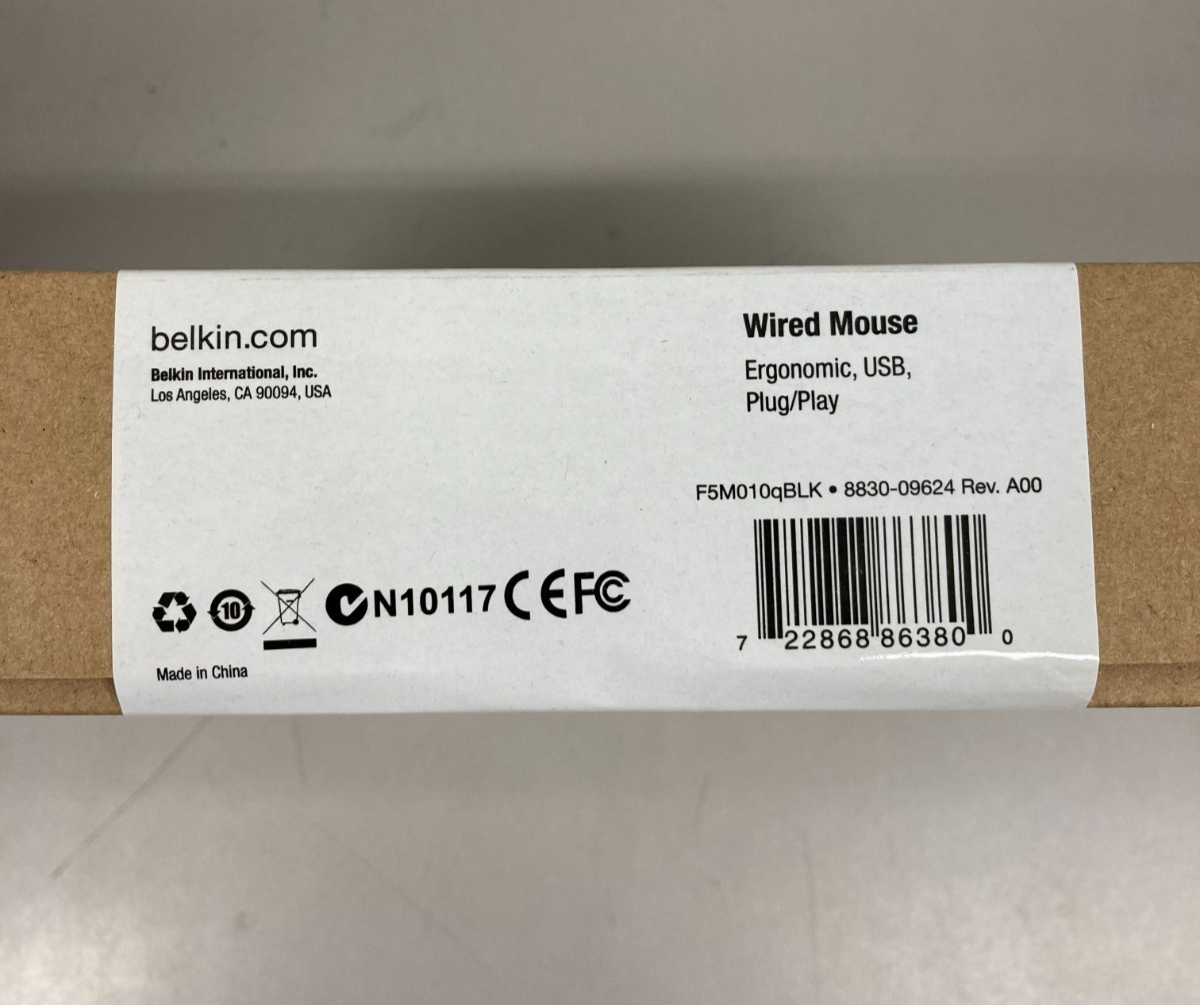 belkin.com
Belkin International, Inc.
Los Angeles, CA 90094, USA
Wired Mouse
Ergonomic, USB,
Plug/Play
F5M010qBLK • 8830-09624 Rev. A00
10 N10117 CE FC
7 22868 86380 0
Made in China